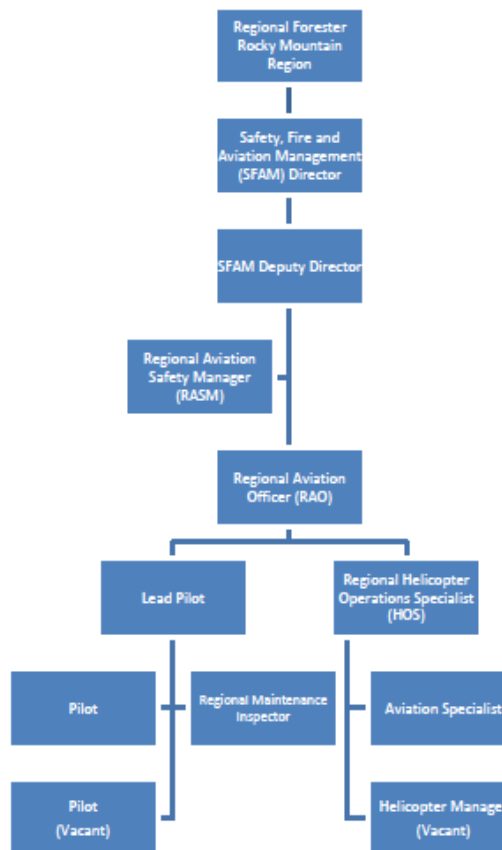 Regional Forester
Rocky Mountain
Region
Safety, Fire and
Aviation Management
(SFAM) Director
SFAM Deputy Director
Regional Aviation
Safety Manager
(RASM)
Regional Aviation
Officer (RAO)
Lead Pilot
Regional Helicopter
Operations Specialist
(HOS)
Pilot
Regional Maintenance
Inspector
Aviation Specialist
Pilot
(Vacant)
Helicopter Manage
(Vacant)